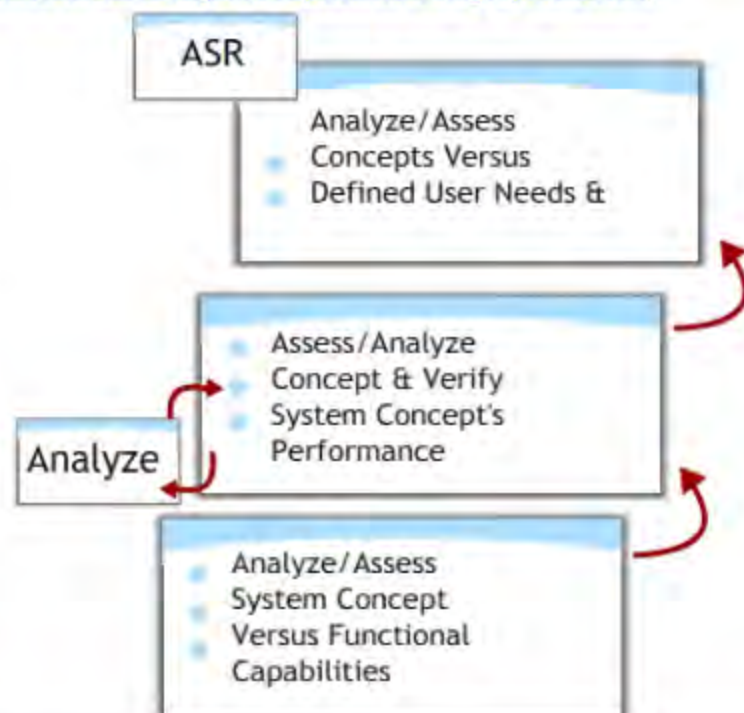 ASR
Analyze/Assess
Concepts Versus
Defined User Needs &
Assess/Analyze
Concept & Verify
System Concept's
Performance
Analyze
Analyze/Assess
System Concept
Versus Functional
Capabilities